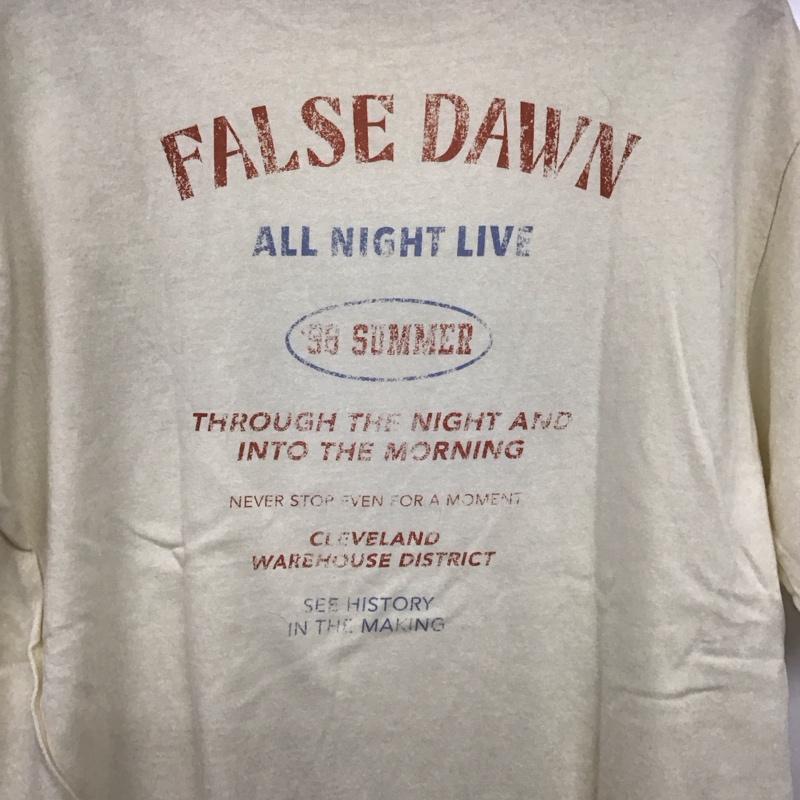 FALSE DAWN
ALL NIGHT LIVE
'98 SUMMER
THROUGH THE NIGHT AND
INTO THE MORNING
NEVER STOP EVEN FOR A MOMENT
CLEVELAND
WAREHOUSE DISTRICT
SEE HISTORY
IN THE MAKING